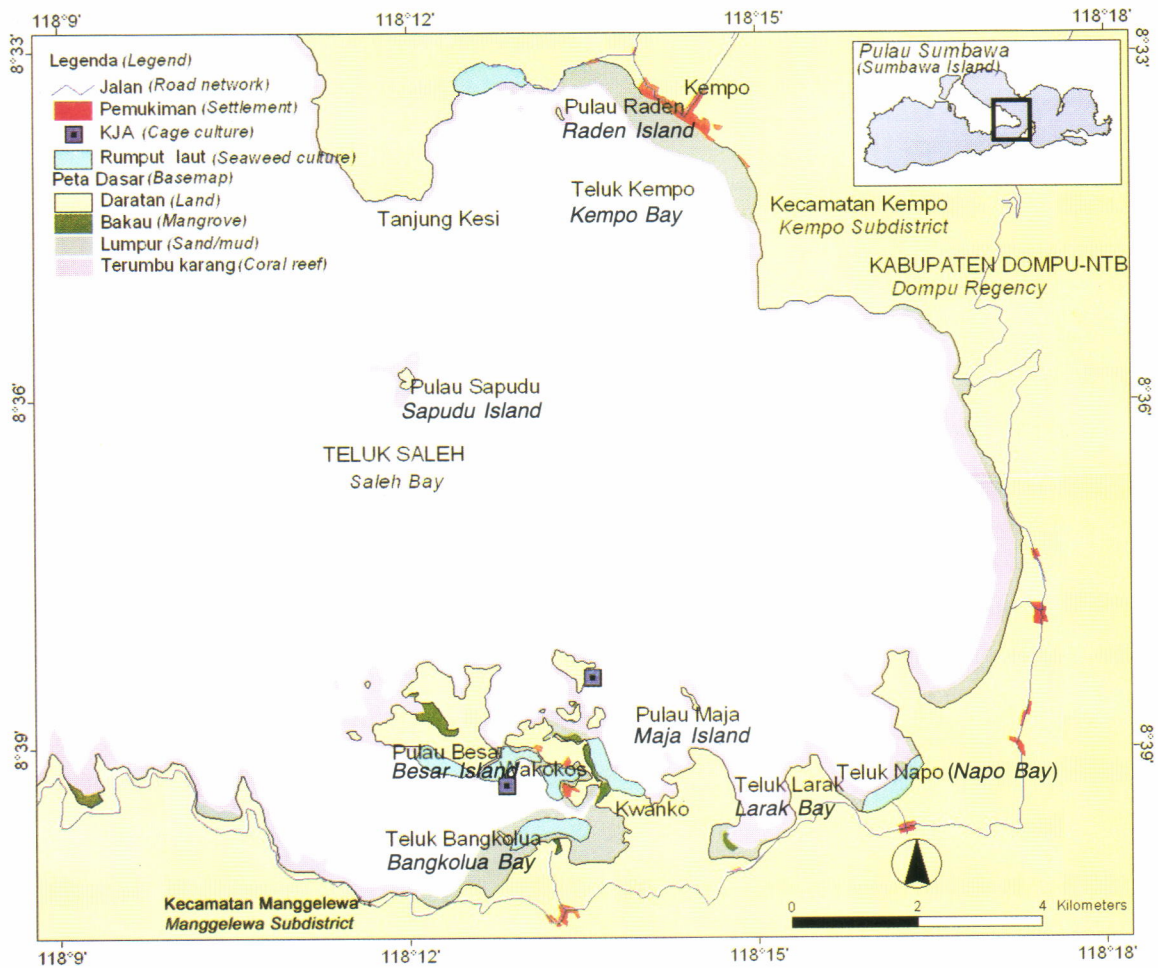 118°9' 118°12' 118°15' 118°18'
8°33' 8°33'
Legenda (Legend)
Jalan (Road network)
Pemukiman (Settlement)
KJA (Cage culture)
Rumput laut (Seaweed culture)
Peta Dasar (Basemap)
Daratan (Land)
Bakau (Mangrove)
Lumpur (Sand/mud)
Terumbu karang (Coral reef)
Pulau Sumbawa
(Sumbawa Island)
Kempo
Pulau Raden
Raden Island
Teluk Kempo
Kempo Bay
Tanjung Kesi
Kecamatan Kempo
Kempo Subdistrict
KABUPATEN DOMPU-NTB
Dompu Regency
8°36' 8°36'
Pulau Sapudu
Sapudu Island
TELUK SALEH
Saleh Bay
Pulau Maja
Maja Island
8°39' 8°39'
Pulau Besar
Besar Island
Wakokos
Kwanko
Teluk Larak
Larak Bay
Teluk Napo (Napo Bay)
Teluk Bangkolua
Bangkolua Bay
Kecamatan Manggelewa
Manggelewa Subdistrict
0 2 4 Kilometers
118°9' 118°12' 118°15' 118°18'